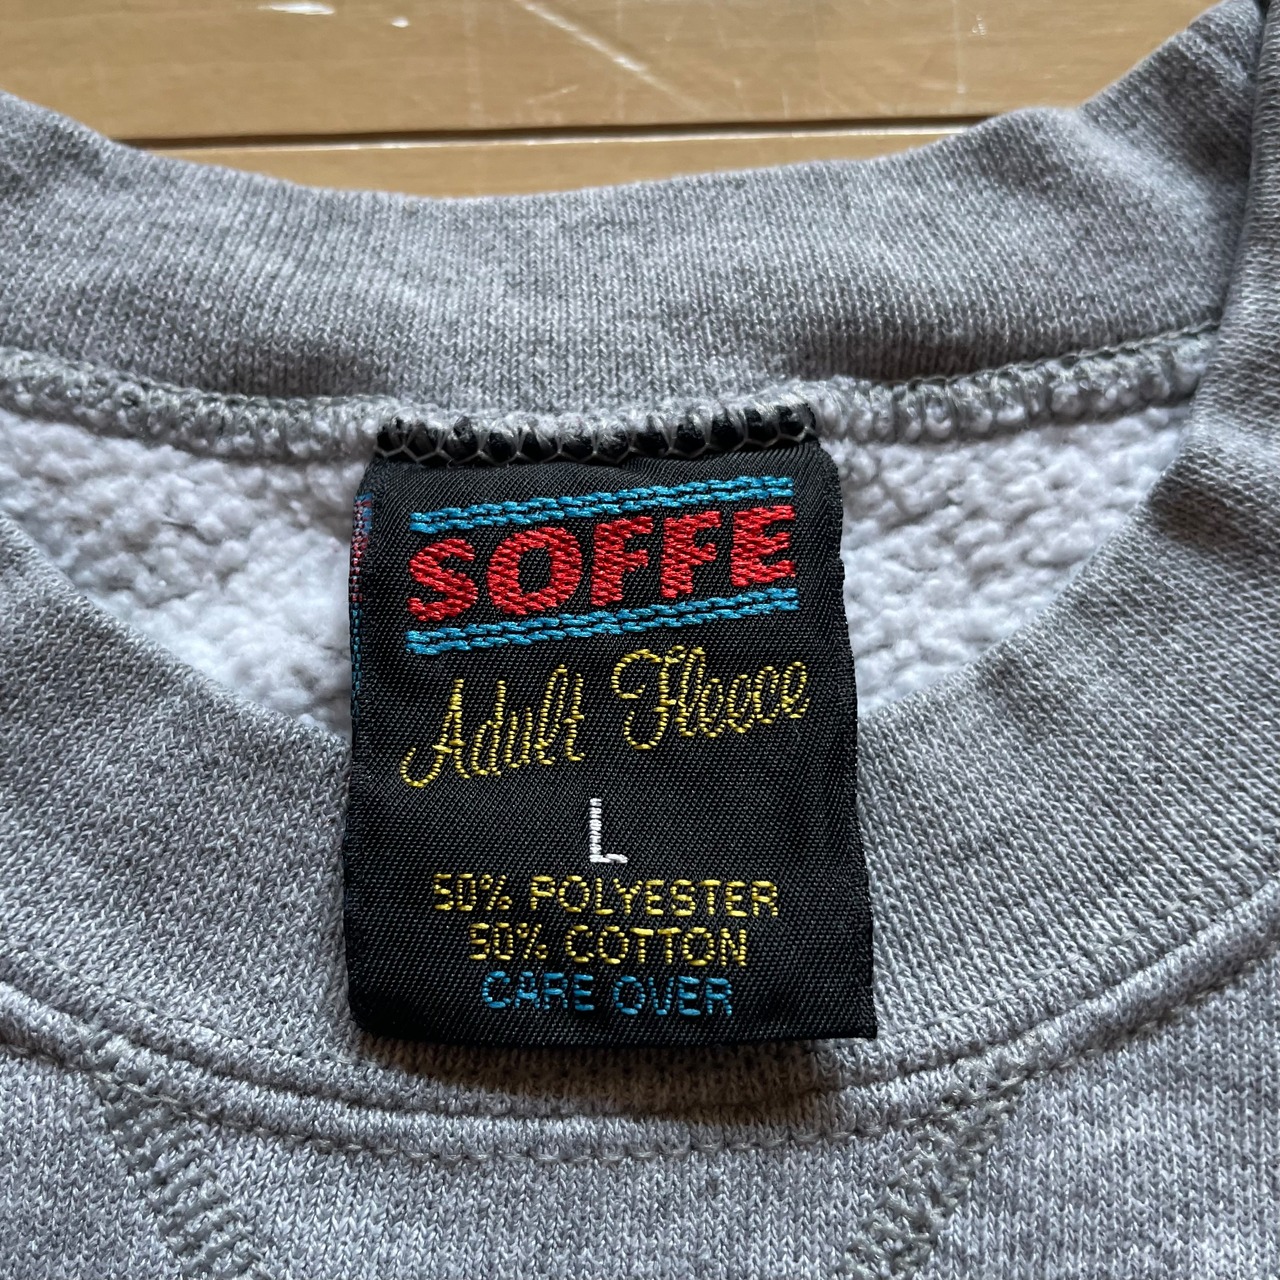 SOFFE
Adult Fleece
L
50% POLYESTER
50% COTTON
CARE OVER